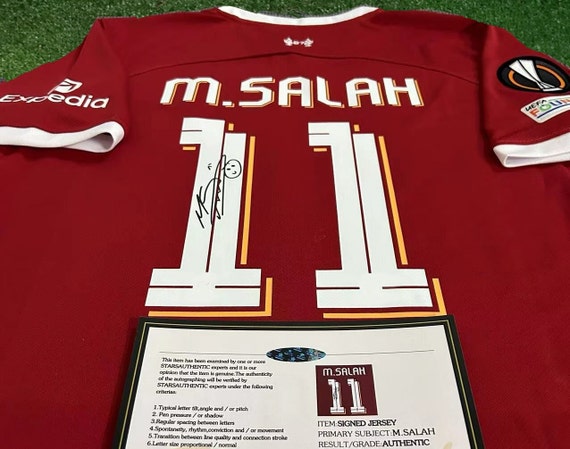 M.SALAH
Expedia
UEFA
FOUN
11
This item has been examined by one or more
STARSAUTHENTIC experts and it is our
opinion that the item is genuine.The authenticity
of the autographing will be verified by
STARSAUTHENTIC experts under the following
criterias:
1.Typical letter tilt,angle and / or pitch
2. Pen pressure / or shadow
3.Regular spacing between letters
4.Spontanaity, rhythm,conviction and / or movement
5.Transition between line quality and connection stroke
6.Letter size proportional / normal
M.SALAH
11
ITEM:SIGNED JERSEY
PRIMARY SUBJECT:M.SALAH
RESULT/GRADE:AUTHENTIC